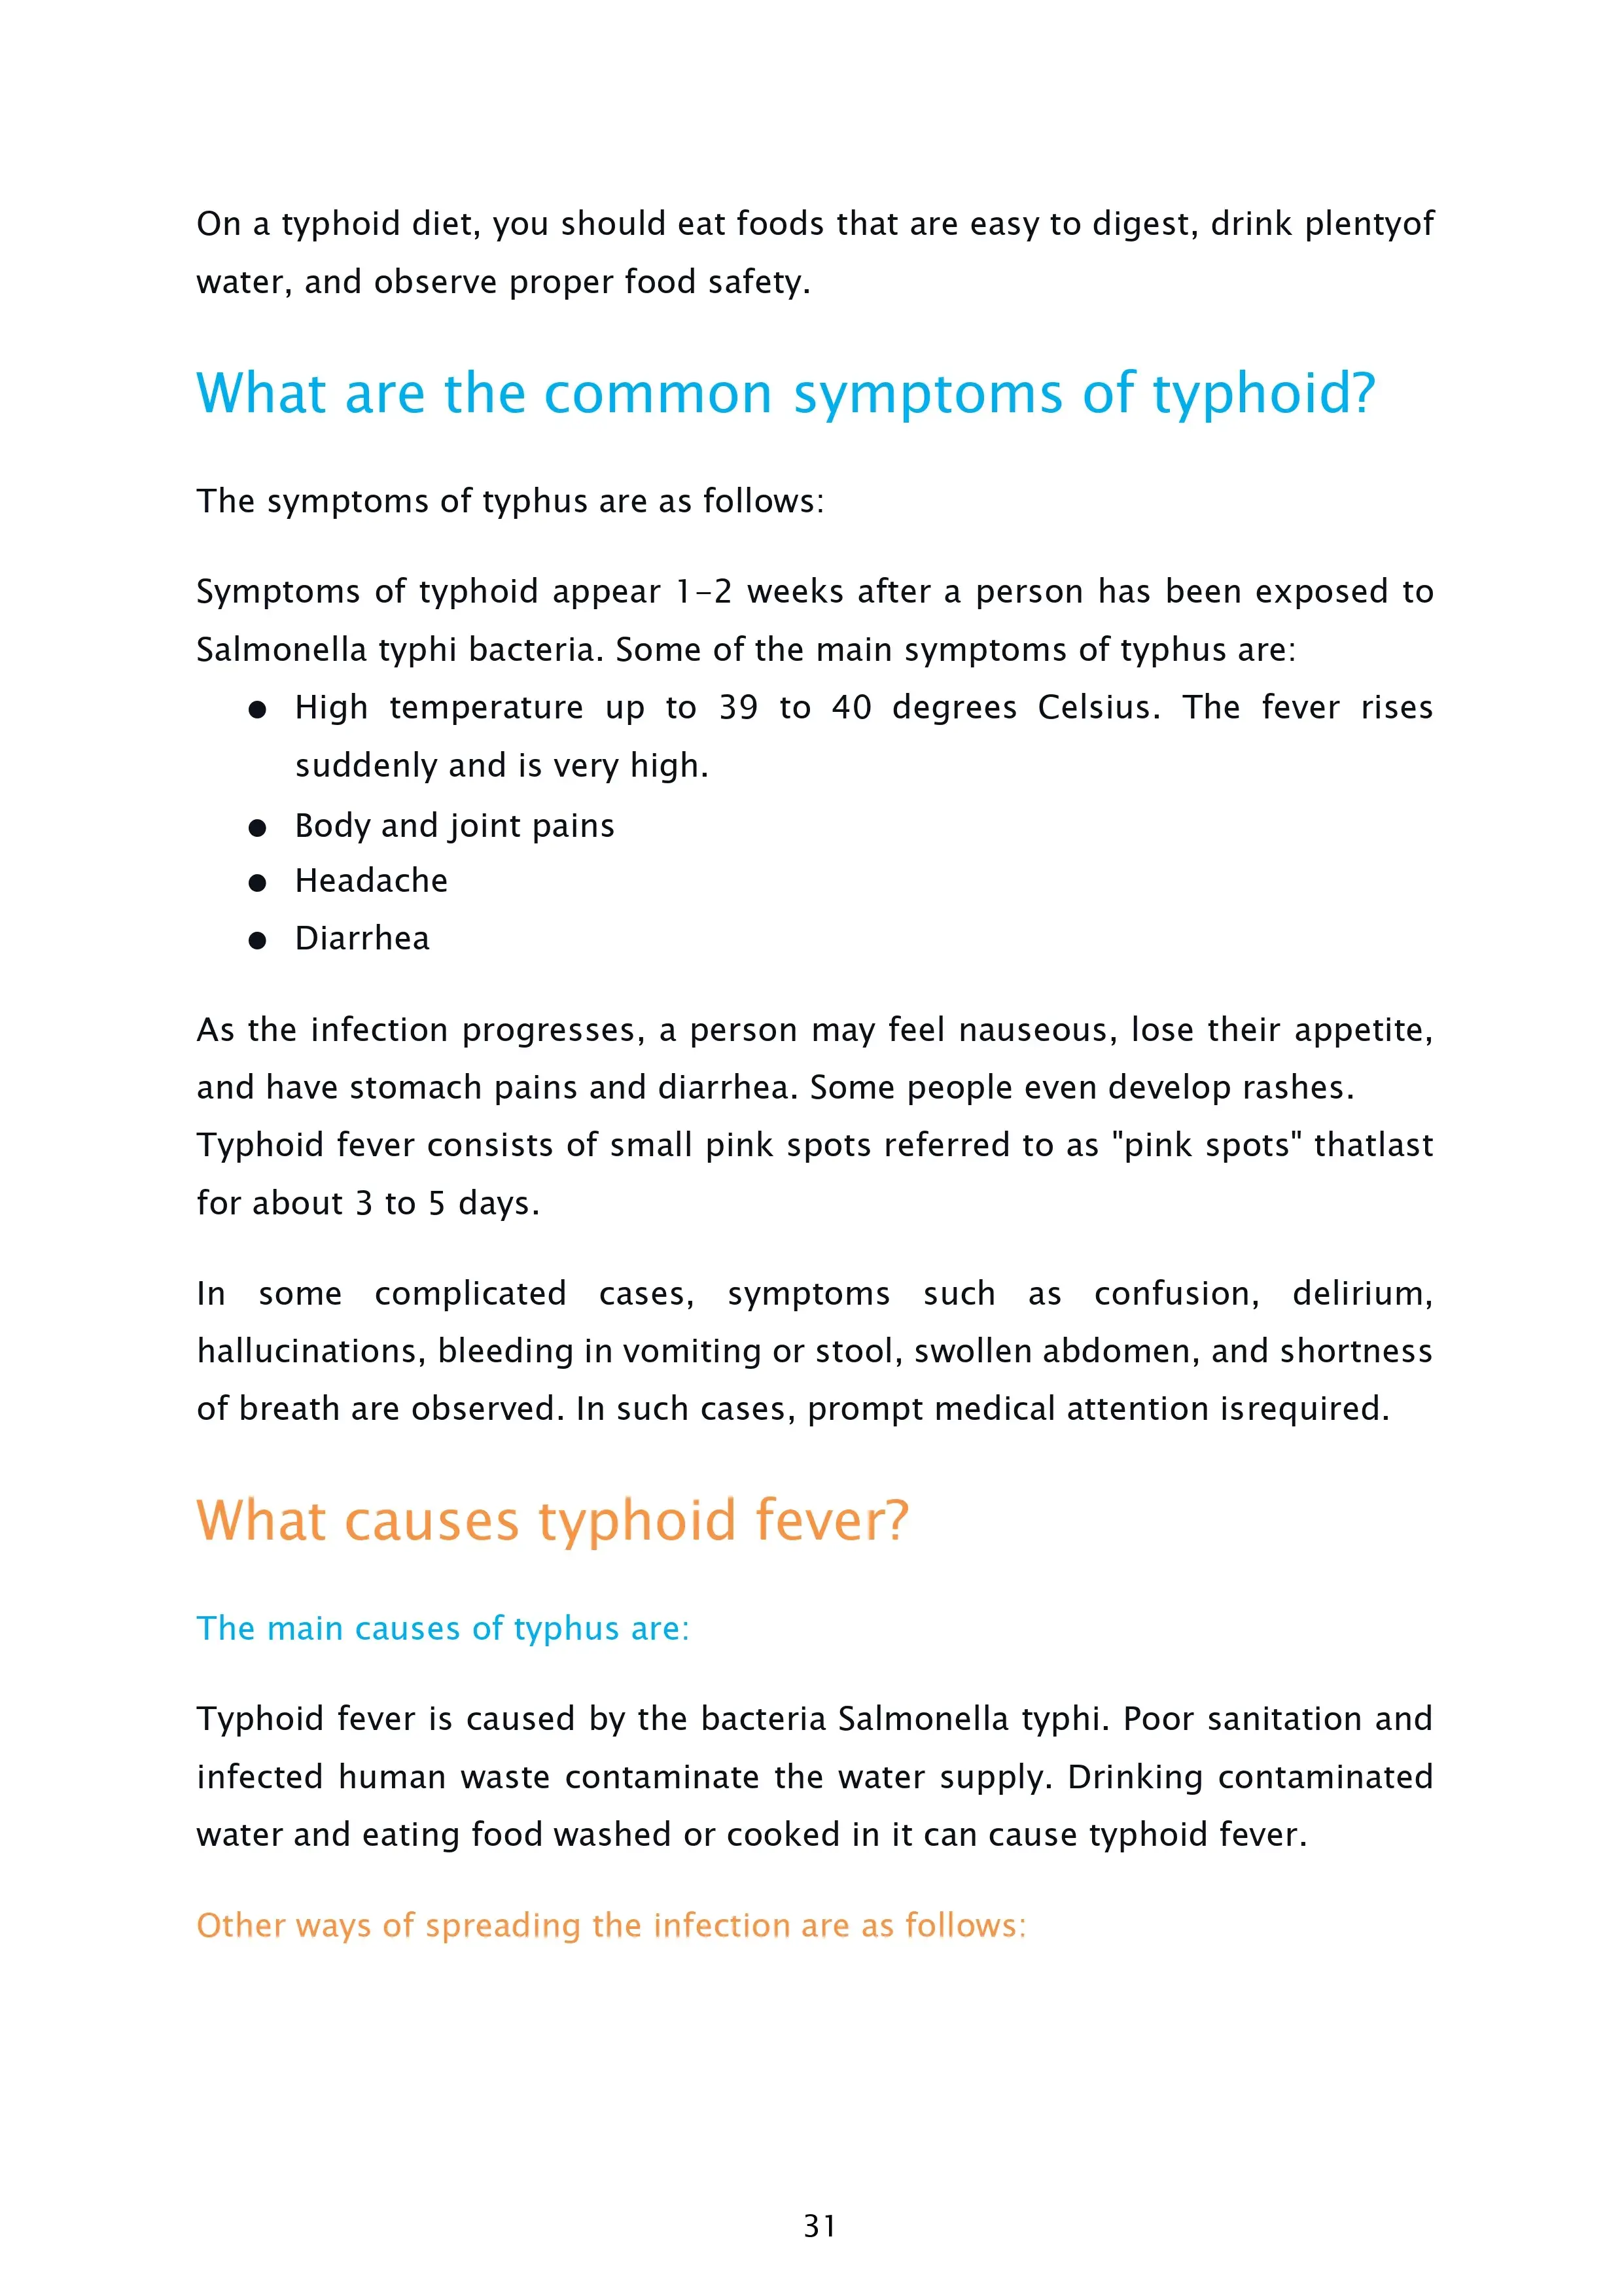 On a typhoid diet, you should eat foods that are easy to digest, drink plentyof
water, and observe proper food safety.
What are the common symptoms of typhoid?
The symptoms of typhus are as follows:
Symptoms of typhoid appear 1-2 weeks after a person has been exposed to
Salmonella typhi bacteria. Some of the main symptoms of typhus are:
● High temperature up to 39 to 40 degrees Celsius. The fever rises
suddenly and is very high.
● Body and joint pains
● Headache
● Diarrhea
As the infection progresses, a person may feel nauseous, lose their appetite,
and have stomach pains and diarrhea. Some people even develop rashes.
Typhoid fever consists of small pink spots referred to as "pink spots" thatlast
for about 3 to 5 days.
In some complicated cases, symptoms such as confusion, delirium,
hallucinations, bleeding in vomiting or stool, swollen abdomen, and shortness
of breath are observed. In such cases, prompt medical attention isrequired.
What causes typhoid fever?
The main causes of typhus are:
Typhoid fever is caused by the bacteria Salmonella typhi. Poor sanitation and
infected human waste contaminate the water supply. Drinking contaminated
water and eating food washed or cooked in it can cause typhoid fever.
Other ways of spreading the infection are as follows:
31